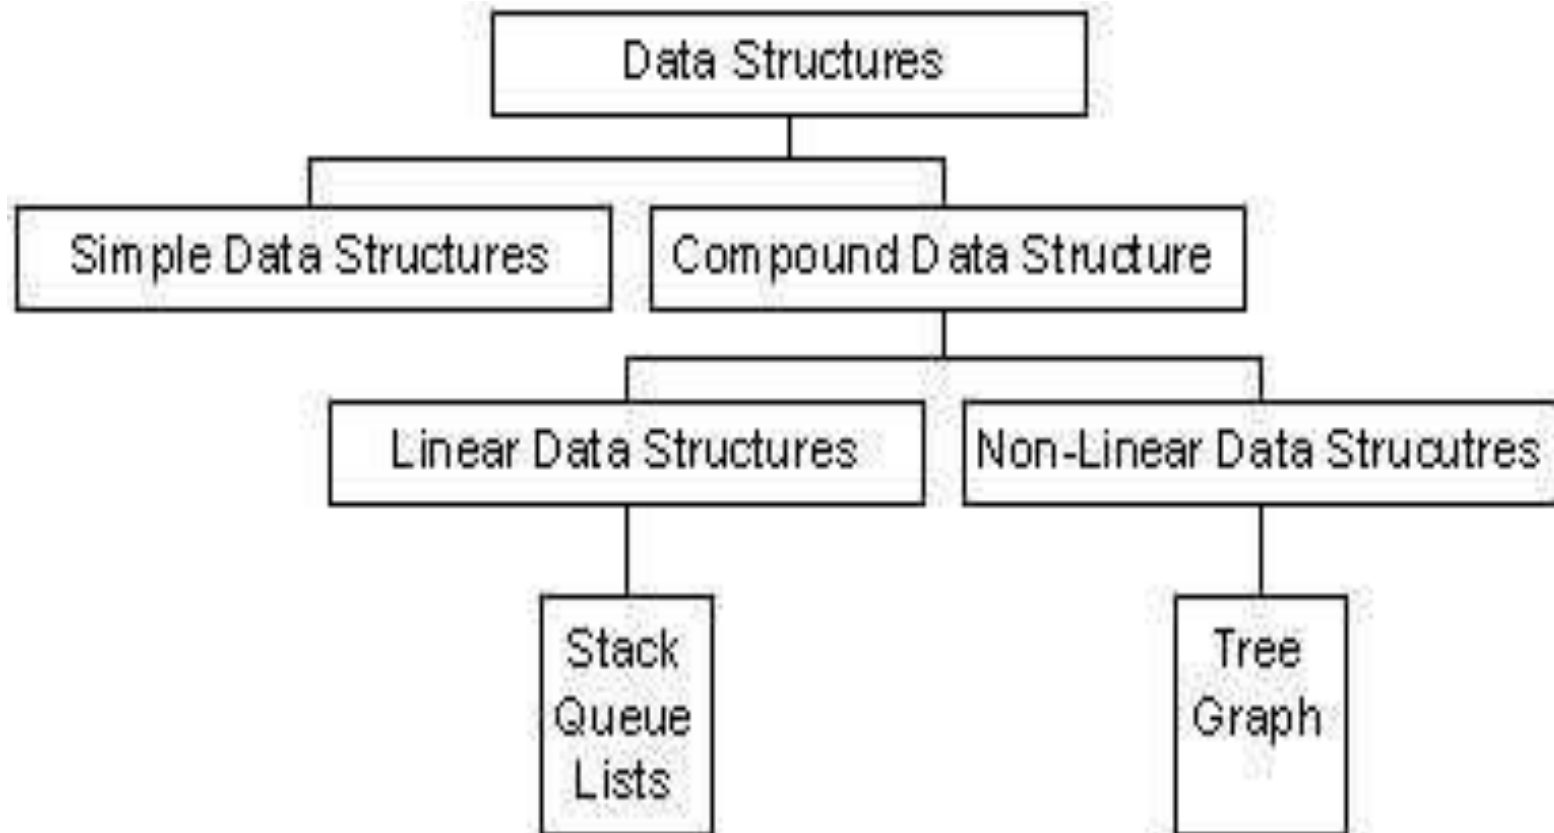 Data Structures
Simple Data Structures
Compound Data Structure
Linear Data Structures
Non-Linear Data Strucutres
Stack
Queue
Lists
Tree
Graph